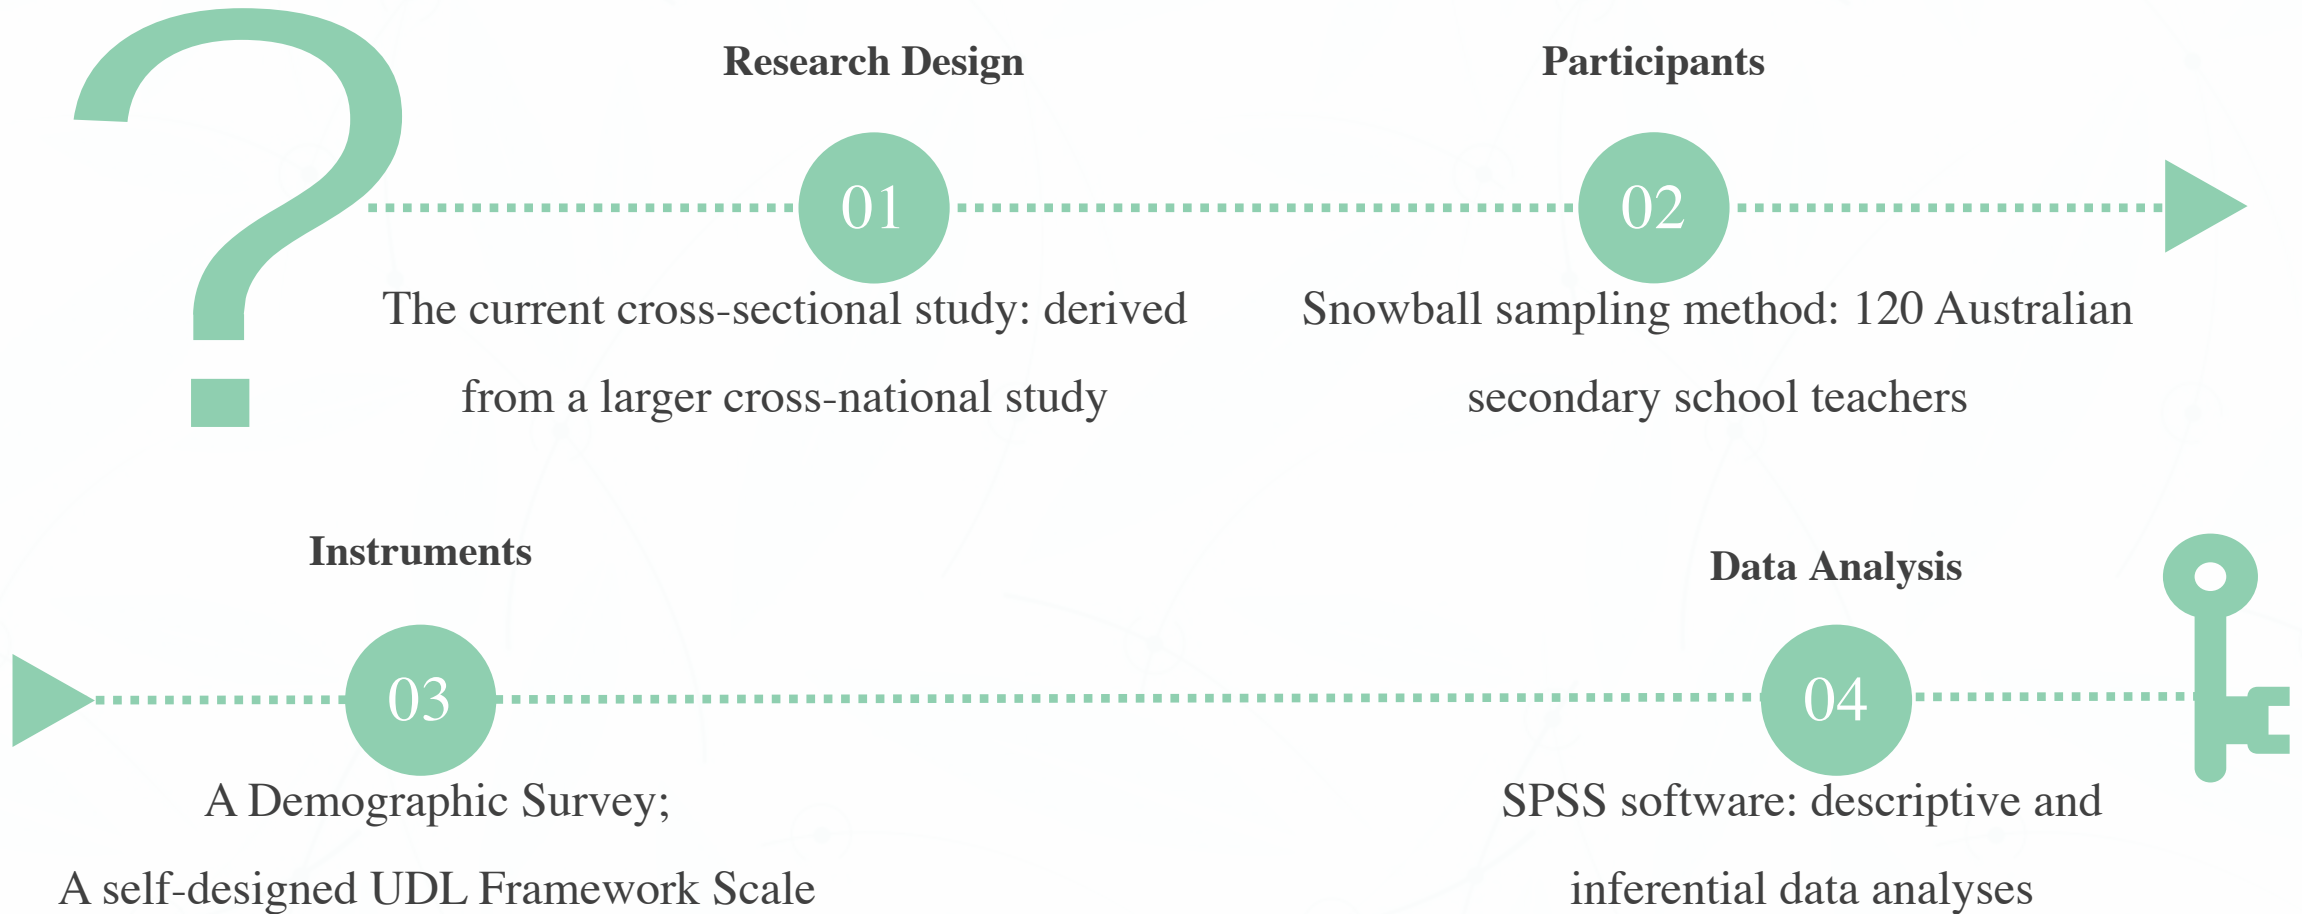 Research Design
Participants
01
02
The current cross-sectional study: derived
from a larger cross-national study
Snowball sampling method: 120 Australian
secondary school teachers
Instruments
Data Analysis
03
04
A Demographic Survey;
A self-designed UDL Framework Scale
SPSS software: descriptive and
inferential data analyses